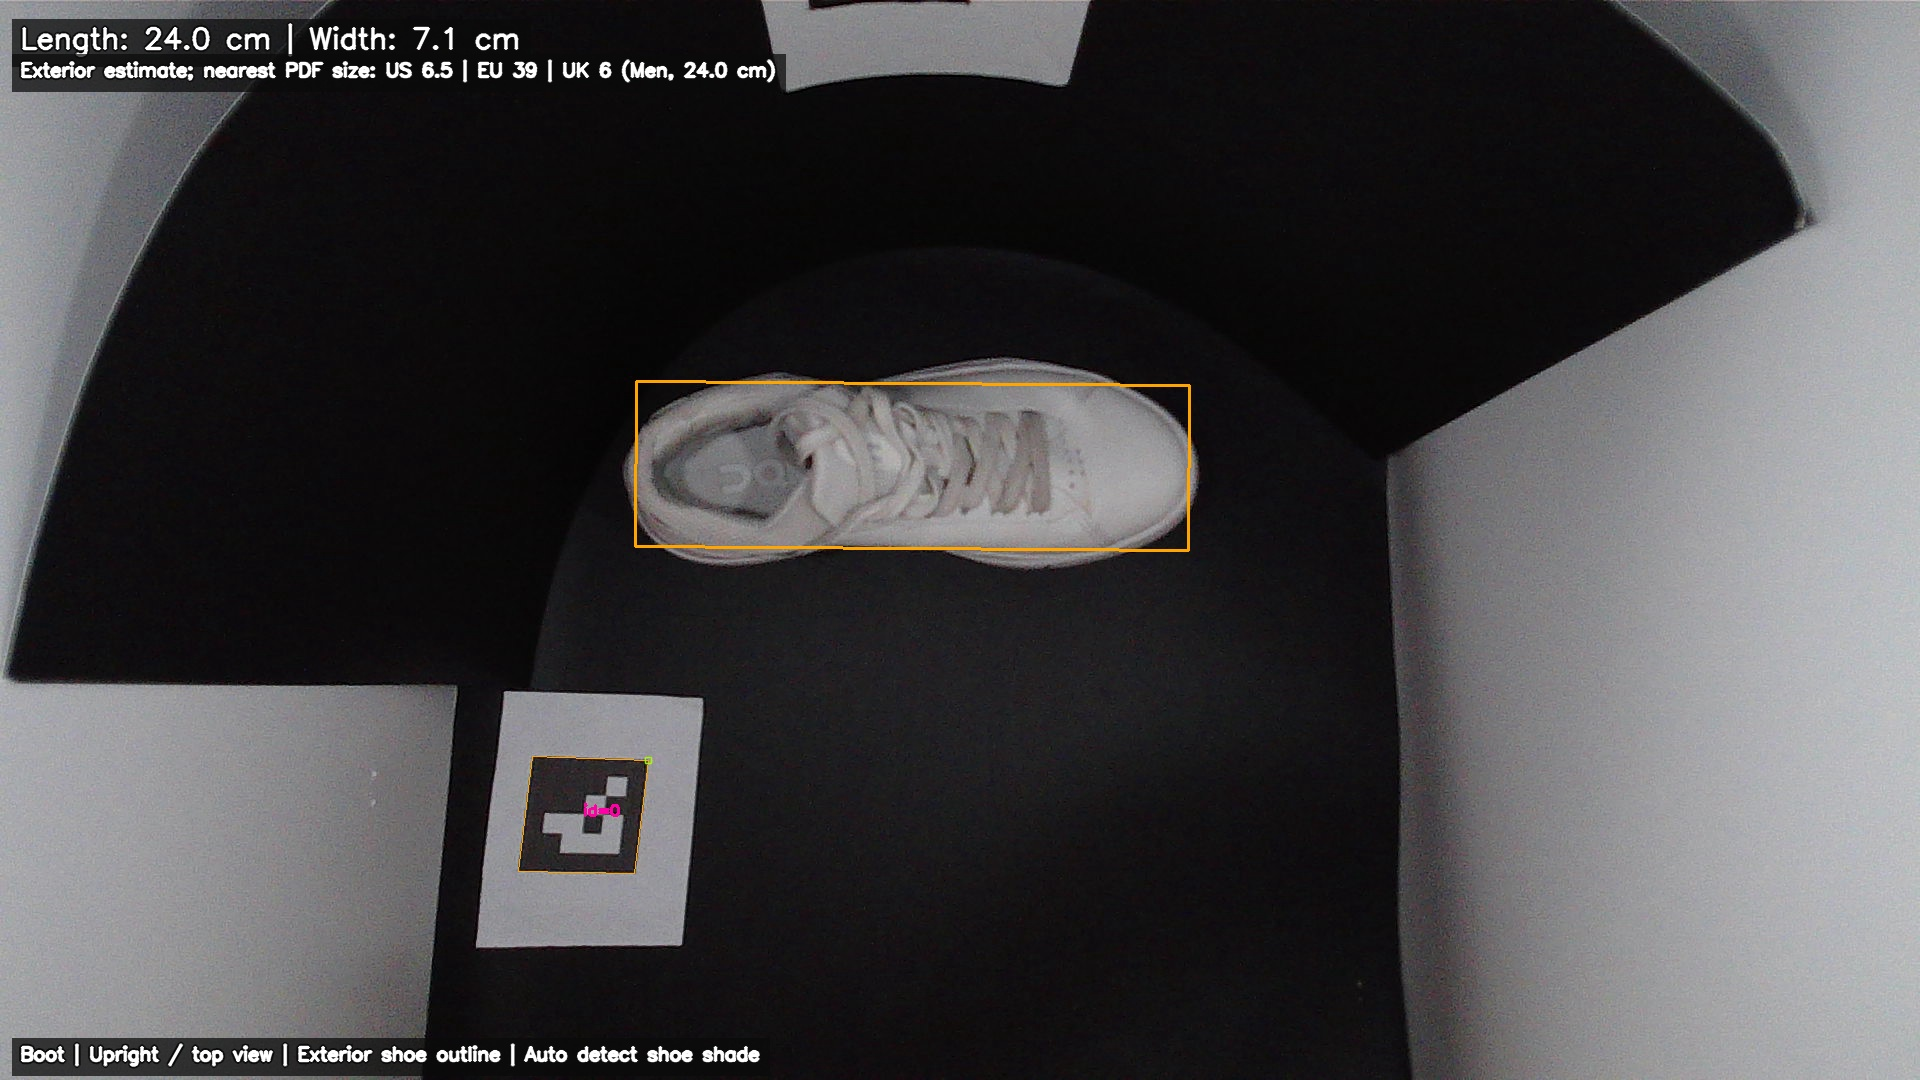 Length: 24.0 cm | Width: 7.1 cm
Exterior estimate; nearest PDF size: US 6.5 | EU 39 | UK 6 (Men, 24.0 cm)
id=0
Boot | Upright / top view | Exterior shoe outline | Auto detect shoe shade